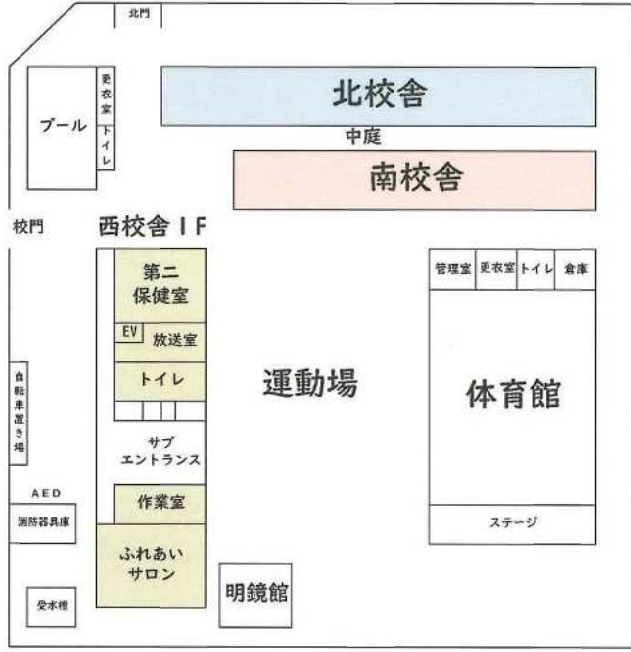 北門
プール
更衣室
トイレ
北校舎
中庭
南校舎
校門
西校舎1F
第二
保健室
EV
放送室
トイレ
サブ
エントランス
作業室
ふれあい
サロン
運動場
管理室
更衣室
トイレ
倉庫
体育館
ステージ
自転車置き場
AED
消防器具庫
受水槽
明鏡館